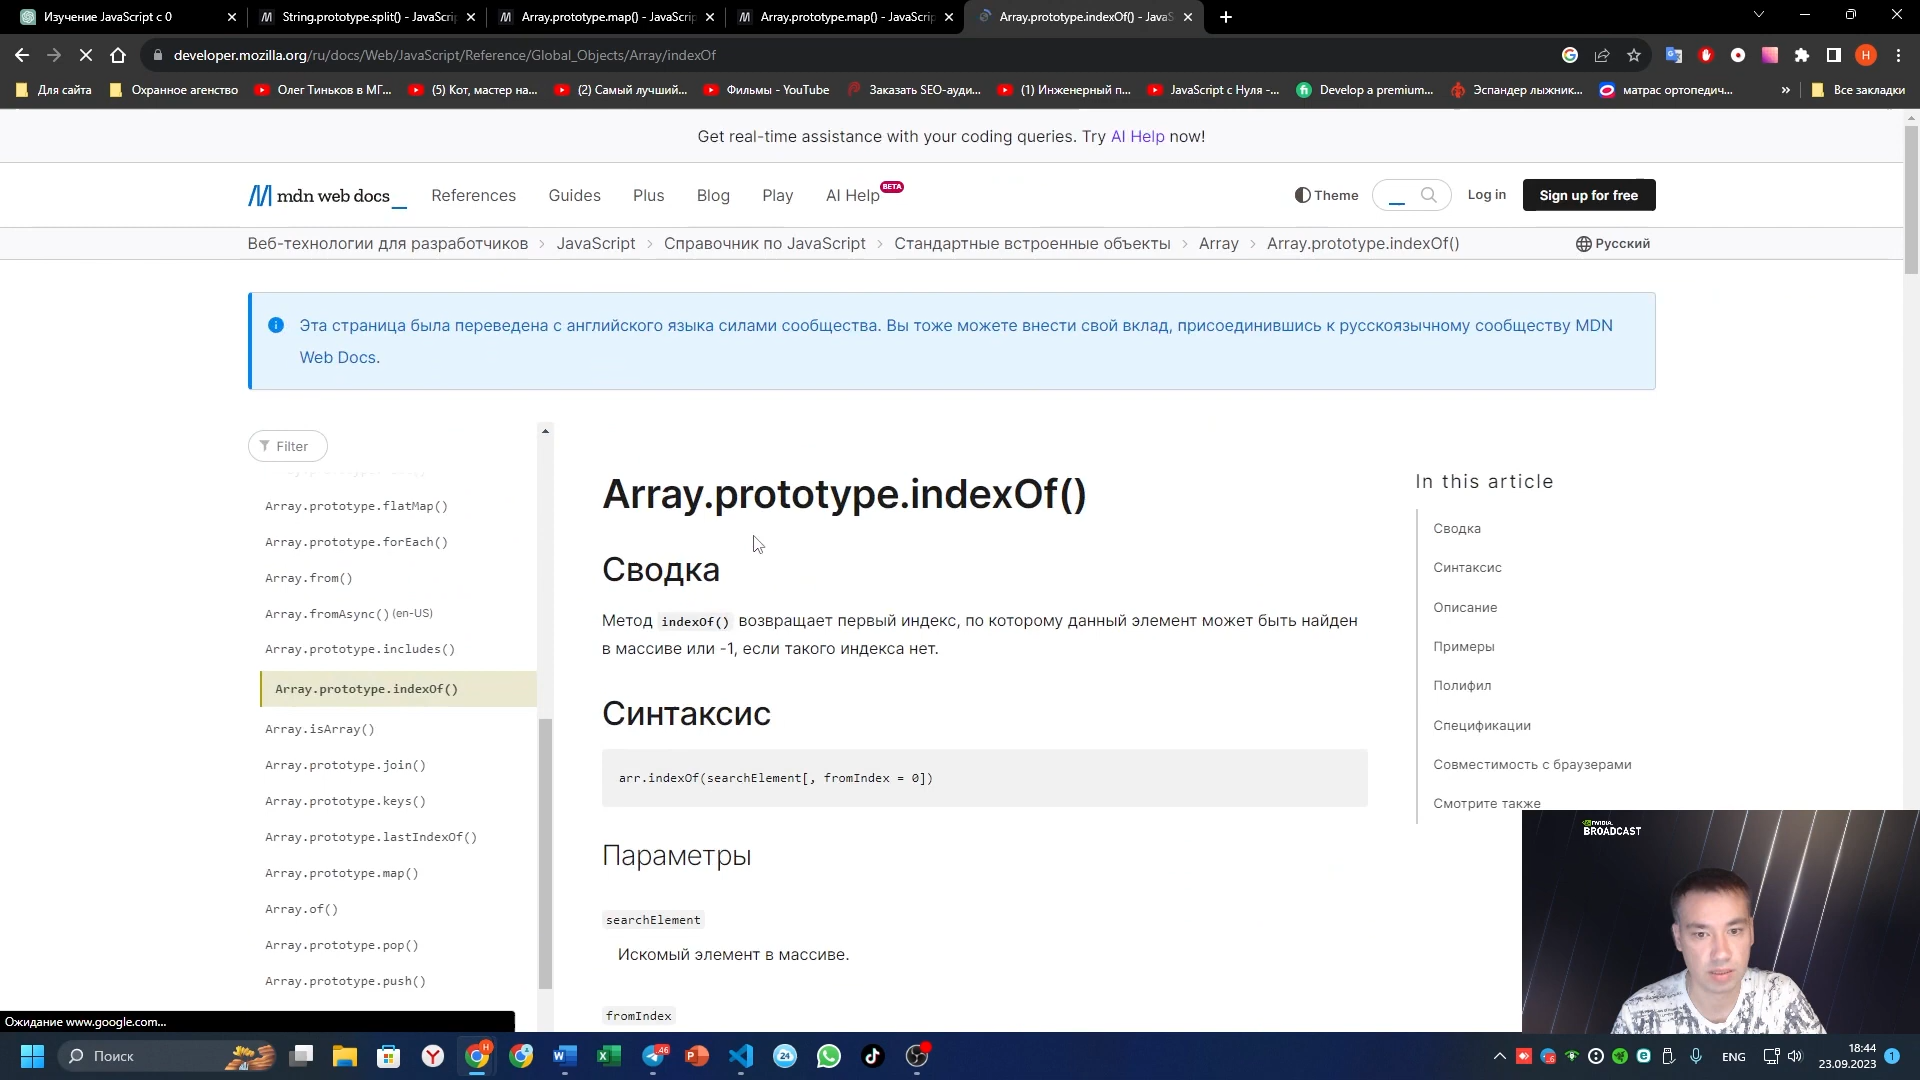 Изучение JavaScript с 0
String.prototype.split() - JavaScrip
Array.prototype.map() - JavaScrip
Array.prototype.map() - JavaScrip
Array.prototype.indexOf() - JavaS
developer.mozilla.org/ru/docs/Web/JavaScript/Reference/Global_Objects/Array/indexOf
H
Для сайта
Охранное агенство
Олег Тиньков в МГ...
(5) Кот, мастер на...
(2) Самый лучший...
Фильмы - YouTube
Заказать SEO-ауди...
(1) Инженерный п...
JavaScript с Нуля -...
Develop a premium...
Эспандер лыжник...
матрас ортопедич...
»
Все закладки
Get real-time assistance with your coding queries. Try AI Help now!
mdn web docs_
References
Guides
Plus
Blog
Play
AI Help
BETA
Theme
Log in
Sign up for free
Веб-технологии для разработчиков
JavaScript
Справочник по JavaScript
Стандартные встроенные объекты
Array
Array.prototype.indexOf()
Русский
Эта страница была переведена с английского языка силами сообщества. Вы тоже можете внести свой вклад, присоединившись к русскоязычному сообществу MDN
Web Docs.
Filter
Array.prototype.flatMap()
Array.prototype.forEach()
Array.from()
Array.fromAsync() (en-US)
Array.prototype.includes()
Array.prototype.indexOf()
Array.isArray()
Array.prototype.join()
Array.prototype.keys()
Array.prototype.lastIndexOf()
Array.prototype.map()
Array.of()
Array.prototype.pop()
Array.prototype.push()
Array.prototype.indexOf()
Сводка
Метод indexOf() возвращает первый индекс, по которому данный элемент может быть найден
в массиве или -1, если такого индекса нет.
Синтаксис
arr.indexOf(searchElement[, fromIndex = 0])
Параметры
searchElement
Искомый элемент в массиве.
fromIndex
In this article
Сводка
Синтаксис
Описание
Примеры
Полифил
Спецификации
Совместимость с браузерами
Смотрите также
NVIDIA.
BROADCAST
Ожидание www.google.com...
Поиск
46
24
ENG
18:44
23.09.2023
1